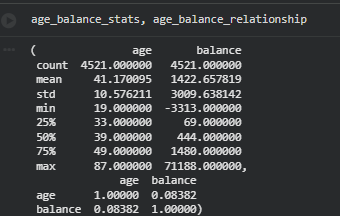 age_balance_stats, age_balance_relationship
(               age       balance
 count  4521.000000   4521.000000
 mean     41.170095   1422.657819
 std      10.576211   3009.638142
 min      19.000000  -3313.000000
 25%      33.000000     69.000000
 50%      39.000000    444.000000
 75%      49.000000   1480.000000
 max      87.000000  71188.000000,
              age  balance
 age      1.00000  0.08382
 balance  0.08382  1.00000)